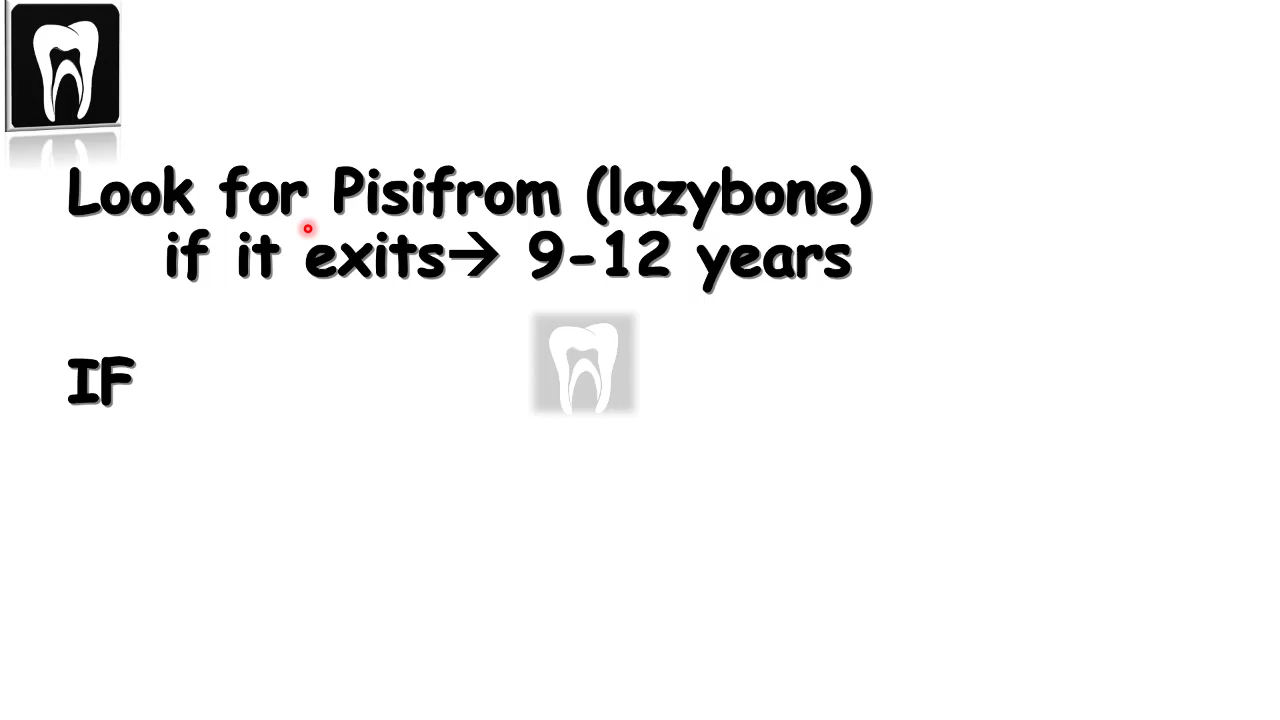 Look for Pisifrom (lazybone)
if it exits→ 9-12 years
IF